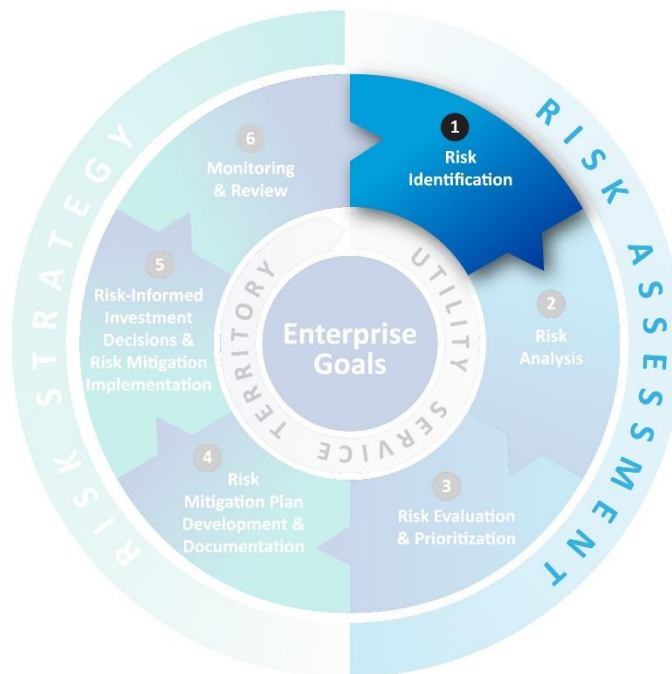 RISK ASSESSMENT
RISK STRATEGY
1
Risk
Identification
2
Risk
Analysis
3
Risk Evaluation
& Prioritization
4
Risk
Mitigation Plan
Development &
Documentation
5
Risk-Informed
Investment
Decisions &
Risk Mitigation
Implementation
6
Monitoring
& Review
UTILITY SERVICE TERRITORY
Enterprise
Goals